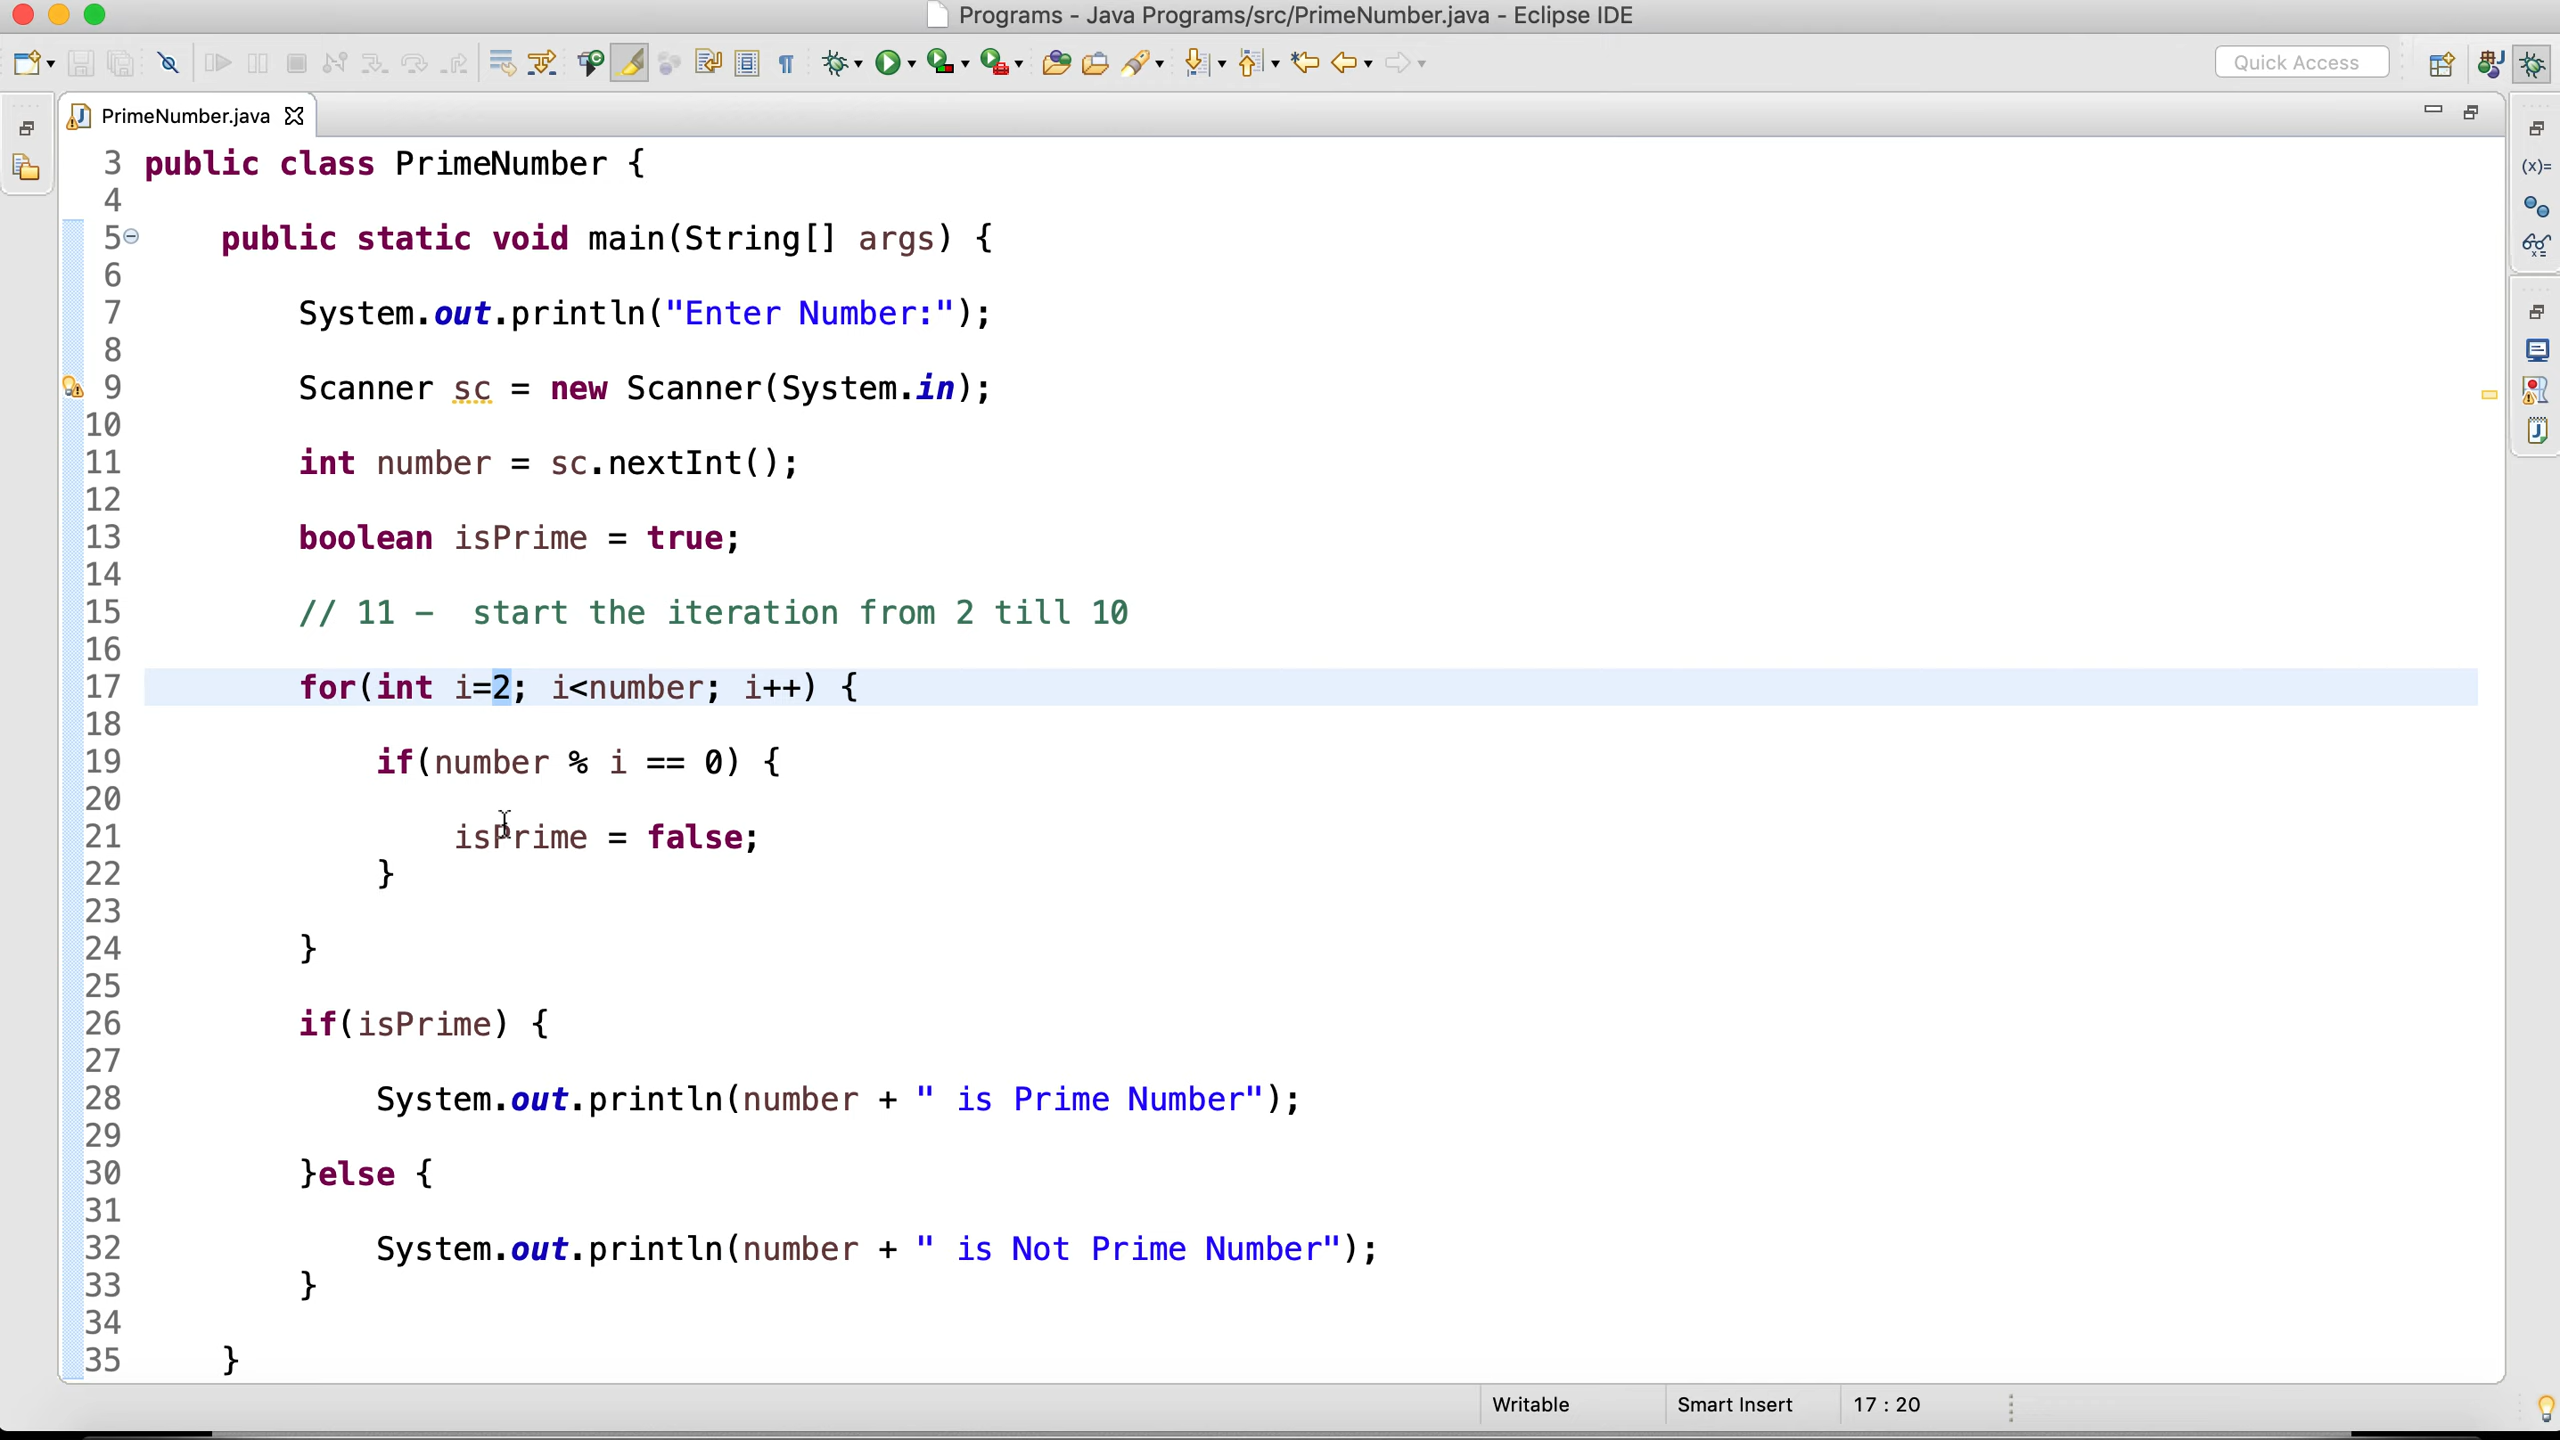 Programs - Java Programs/src/PrimeNumber.java - Eclipse IDE
Quick Access
PrimeNumber.java
3 public class PrimeNumber {
4
5 public static void main(String[] args) {
6
7 System.out.println("Enter Number:");
8
9 Scanner sc = new Scanner(System.in);
10
11 int number = sc.nextInt();
12
13 boolean isPrime = true;
14
15 // 11 - start the iteration from 2 till 10
16
17 for(int i=2; i<number; i++) {
18
19 if(number % i == 0) {
20
21 isPrime = false;
22 }
23
24 }
25
26 if(isPrime) {
27
28 System.out.println(number + " is Prime Number");
29
30 }else {
31
32 System.out.println(number + " is Not Prime Number");
33 }
34
35 }
Writable
Smart Insert
17 : 20